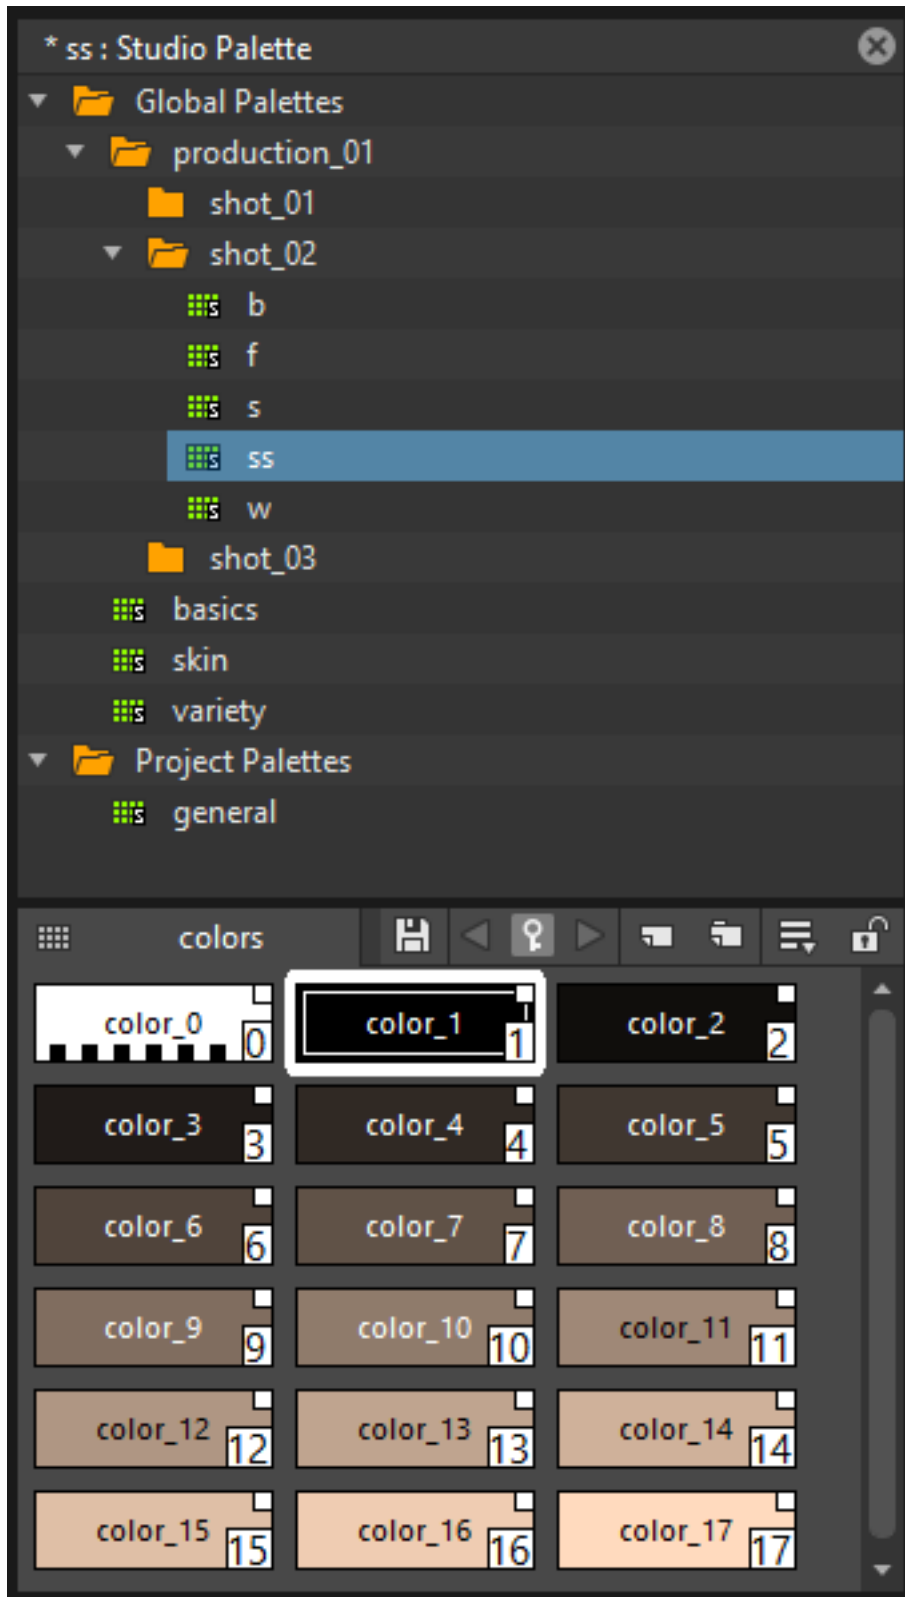 * ss : Studio Palette
Global Palettes
production_01
shot_01
shot_02
s b
s f
s s
s ss
s w
shot_03
s basics
s skin
s variety
Project Palettes
s general
colors
color_0 0 color_1 1 color_2 2
color_3 3 color_4 4 color_5 5
color_6 6 color_7 7 color_8 8
color_9 9 color_10 10 color_11 11
color_12 12 color_13 13 color_14 14
color_15 15 color_16 16 color_17 17